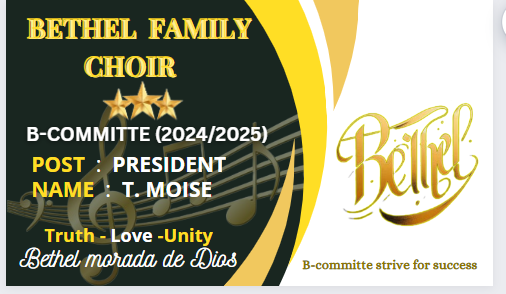 BETHEL FAMILY
CHOIR
B-COMMITTE (2024/2025)
POST : PRESIDENT
NAME : T. MOISE
Truth - Love -Unity
Bethel morada de Dios
Bethel
B-committe strive for success